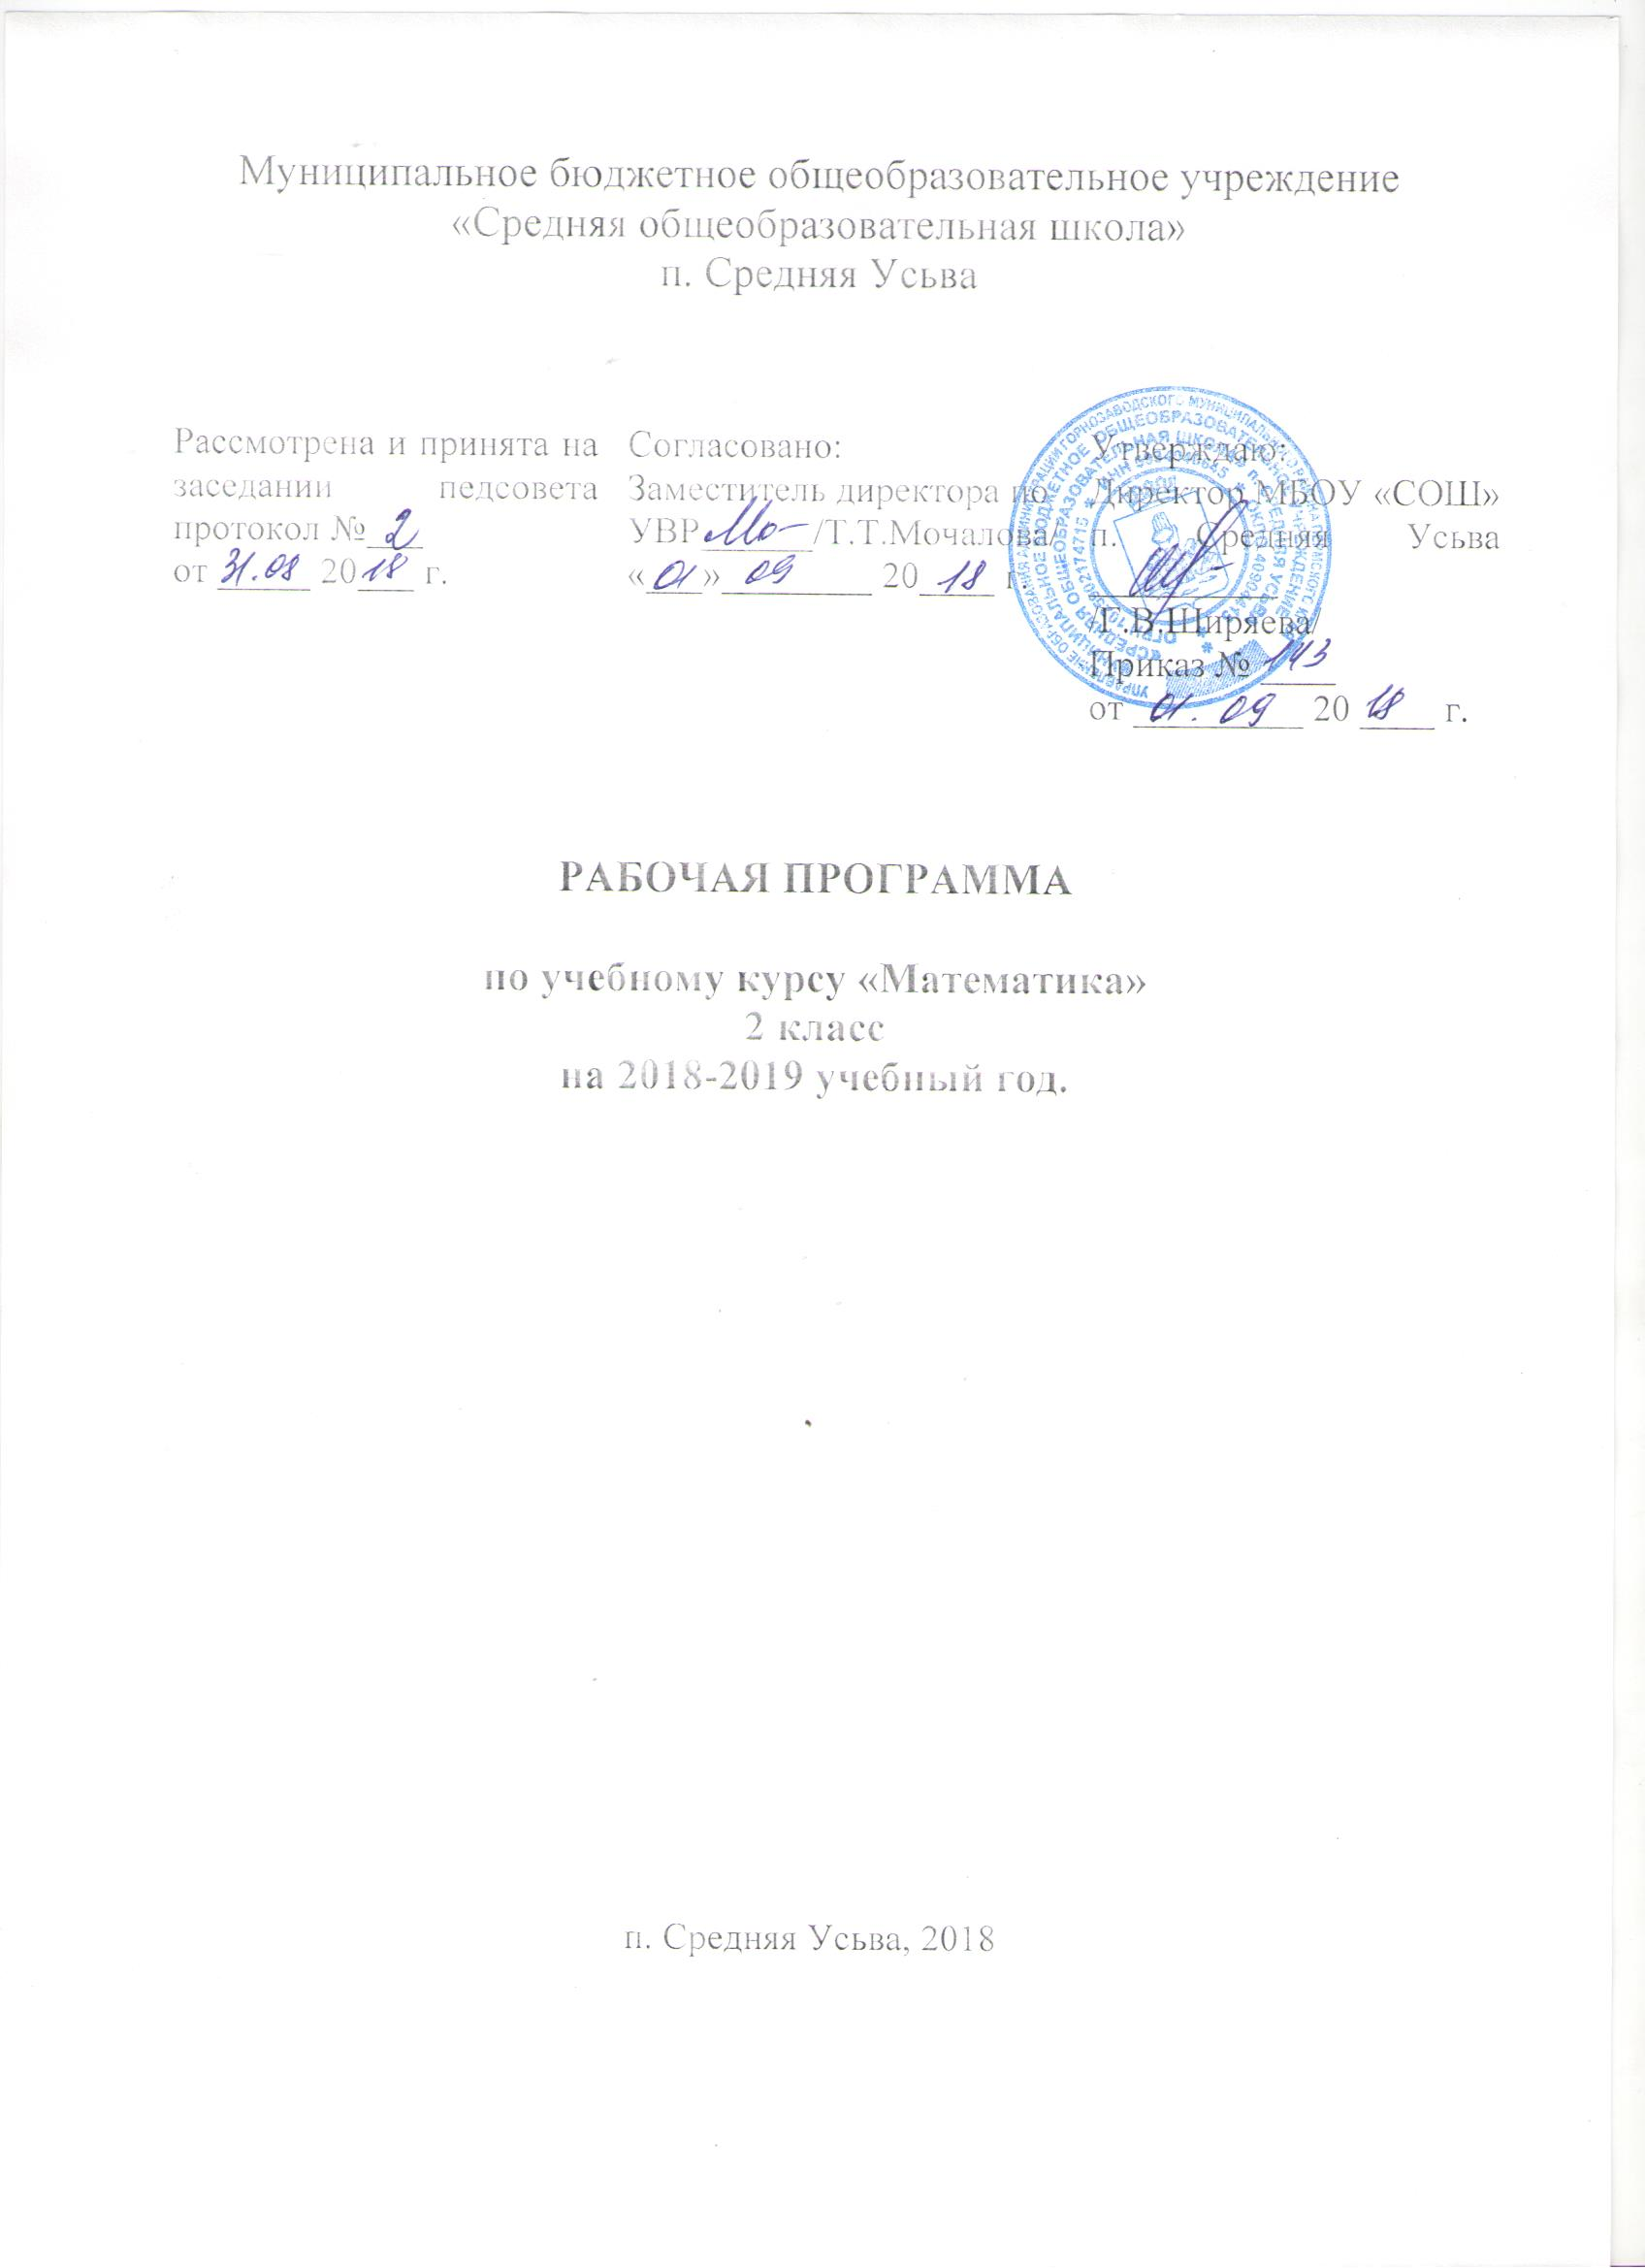 Муниципальное бюджетное общеобразовательное учреждение
«Средняя общеобразовательная школа»
п. Средняя Усьва
Рассмотрена и принята на
заседании педсовета
протокол № 2
от 31.08 2018 г.
Согласовано:
Заместитель директора по
УВР /Т.Т.Мочалова/
«01» 09 2018 г.
Утверждаю:
Директор МБОУ «СОШ»
п. Средняя Усьва
/Г.В.Ширяева/
Приказ № 143
от 01.09 2018 г.
РАБОЧАЯ ПРОГРАММА
по учебному курсу «Математика»
2 класс
на 2018-2019 учебный год.
п. Средняя Усьва, 2018